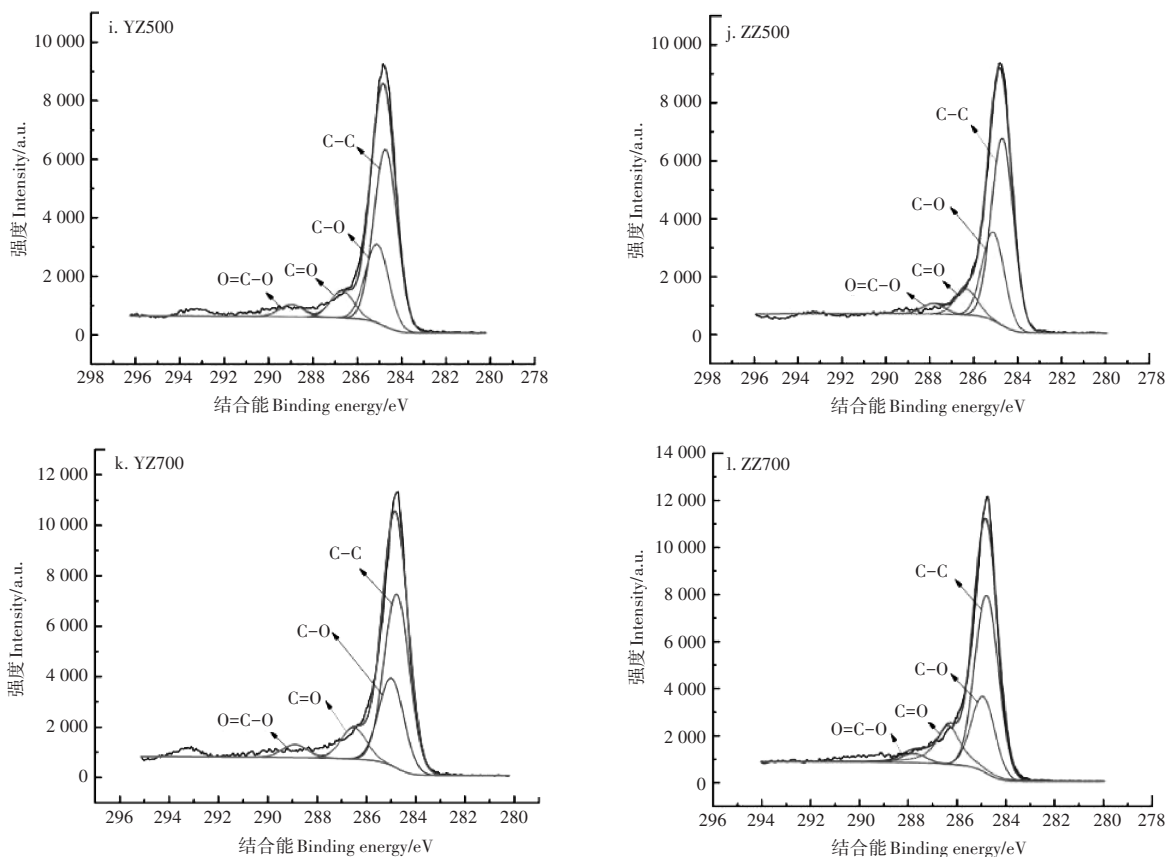 i. YZ500
10 000
8 000
6 000
4 000
2 000
0
强度 Intensity/a.u.
C−C
C−O
C=O
O=C−O
298 296 294 292 290 288 286 284 282 280 278
结合能 Binding energy/eV
j. ZZ500
10 000
8 000
6 000
4 000
2 000
0
强度 Intensity/a.u.
C−C
C−O
C=O
O=C−O
298 296 294 292 290 288 286 284 282 280 278
结合能 Binding energy/eV
k. YZ700
12 000
10 000
8 000
6 000
4 000
2 000
0
强度 Intensity/a.u.
C−C
C−O
C=O
O=C−O
296 294 292 290 288 286 284 282 280
结合能 Binding energy/eV
l. ZZ700
14 000
12 000
10 000
8 000
6 000
4 000
2 000
0
强度 Intensity/a.u.
C−C
C−O
C=O
O=C−O
296 294 292 290 288 286 284 282 280 278
结合能 Binding energy/eV